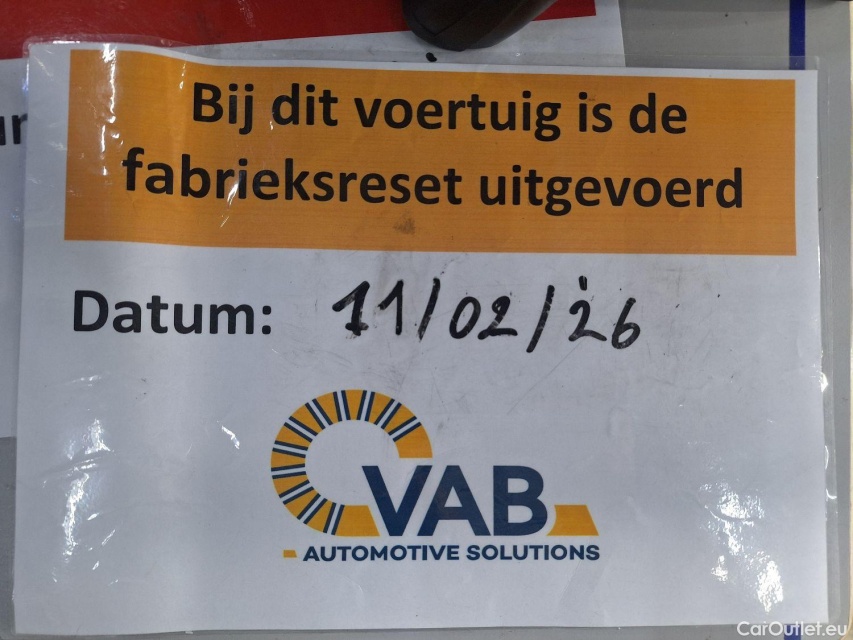 Bij dit voertuig is de
fabrieksreset uitgevoerd
Datum: 11/02/26
VAB
AUTOMOTIVE SOLUTIONS
CarOutlet.eu